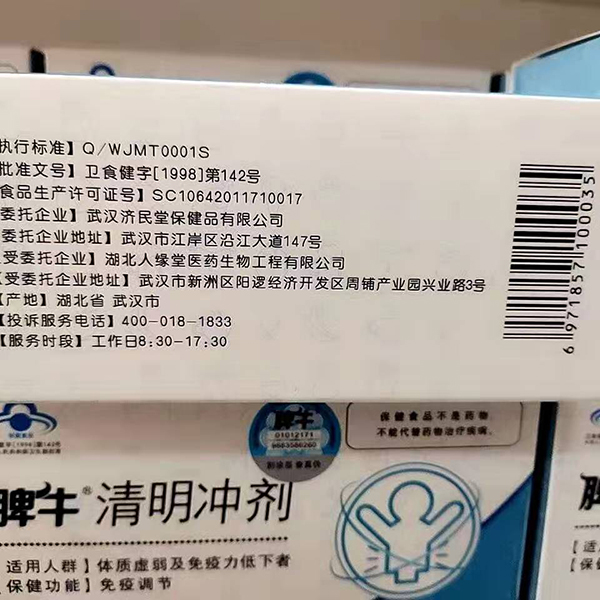 执行标准】Q/WJMT0001S
批准文号】卫食健字[1998]第142号
食品生产许可证号】SC10642011710017
委托企业】武汉济民堂保健品有限公司
委托企业地址】武汉市江岸区沿江大道147号
受委托企业】湖北人缘堂医药生物工程有限公司
受委托企业地址】武汉市新洲区阳逻经济开发区周铺产业园兴业路3号
【产地】湖北省 武汉市
【投诉服务电话】400-018-1833
【服务时段】工作日8:30-17:30
6 971857 100035
脾牛
01012171
9883580260
保健食品不是药物,
不能代替药物治疗疾病。
脾牛®清明冲剂
适用人群】体质虚弱及免疫力低下者
保健功能】免疫调节
[适
[保